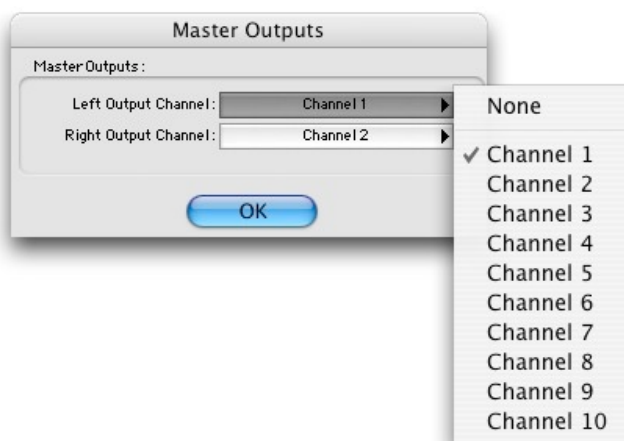 Master Outputs
Master Outputs:
Left Output Channel: Channel 1
Right Output Channel: Channel 2
OK
None
✓ Channel 1
Channel 2
Channel 3
Channel 4
Channel 5
Channel 6
Channel 7
Channel 8
Channel 9
Channel 10